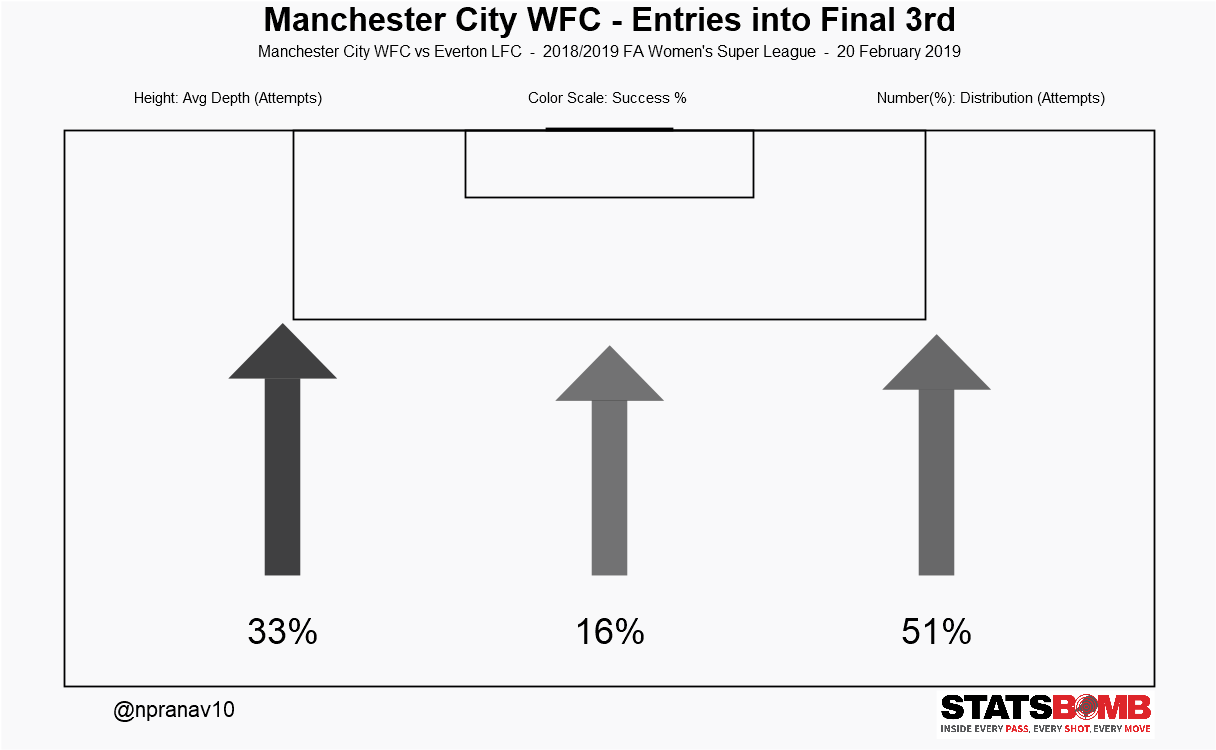 Manchester City WFC - Entries into Final 3rd
Manchester City WFC vs Everton LFC - 2018/2019 FA Women's Super League - 20 February 2019
Height: Avg Depth (Attempts) Color Scale: Success % Number(%): Distribution (Attempts)
33% 16% 51%
@npranav10
STATSBOMB
INSIDE EVERY PASS, EVERY SHOT, EVERY MOVE